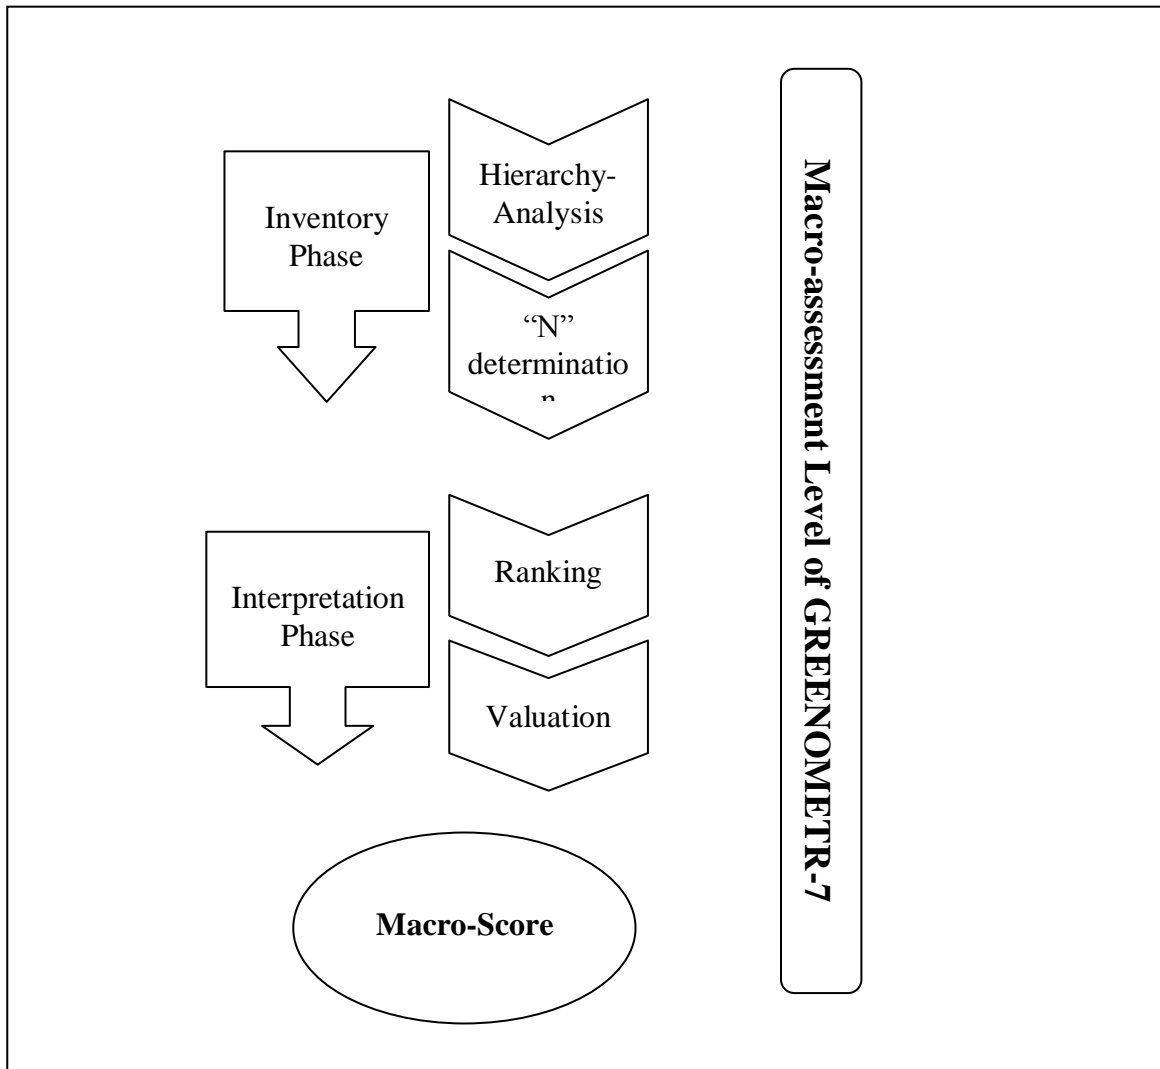 Inventory
Phase
Hierarchy-
Analysis
“N”
determinatio
n
Interpretation
Phase
Ranking
Valuation
Macro-Score
Macro-assessment Level of GREENOMETR-7